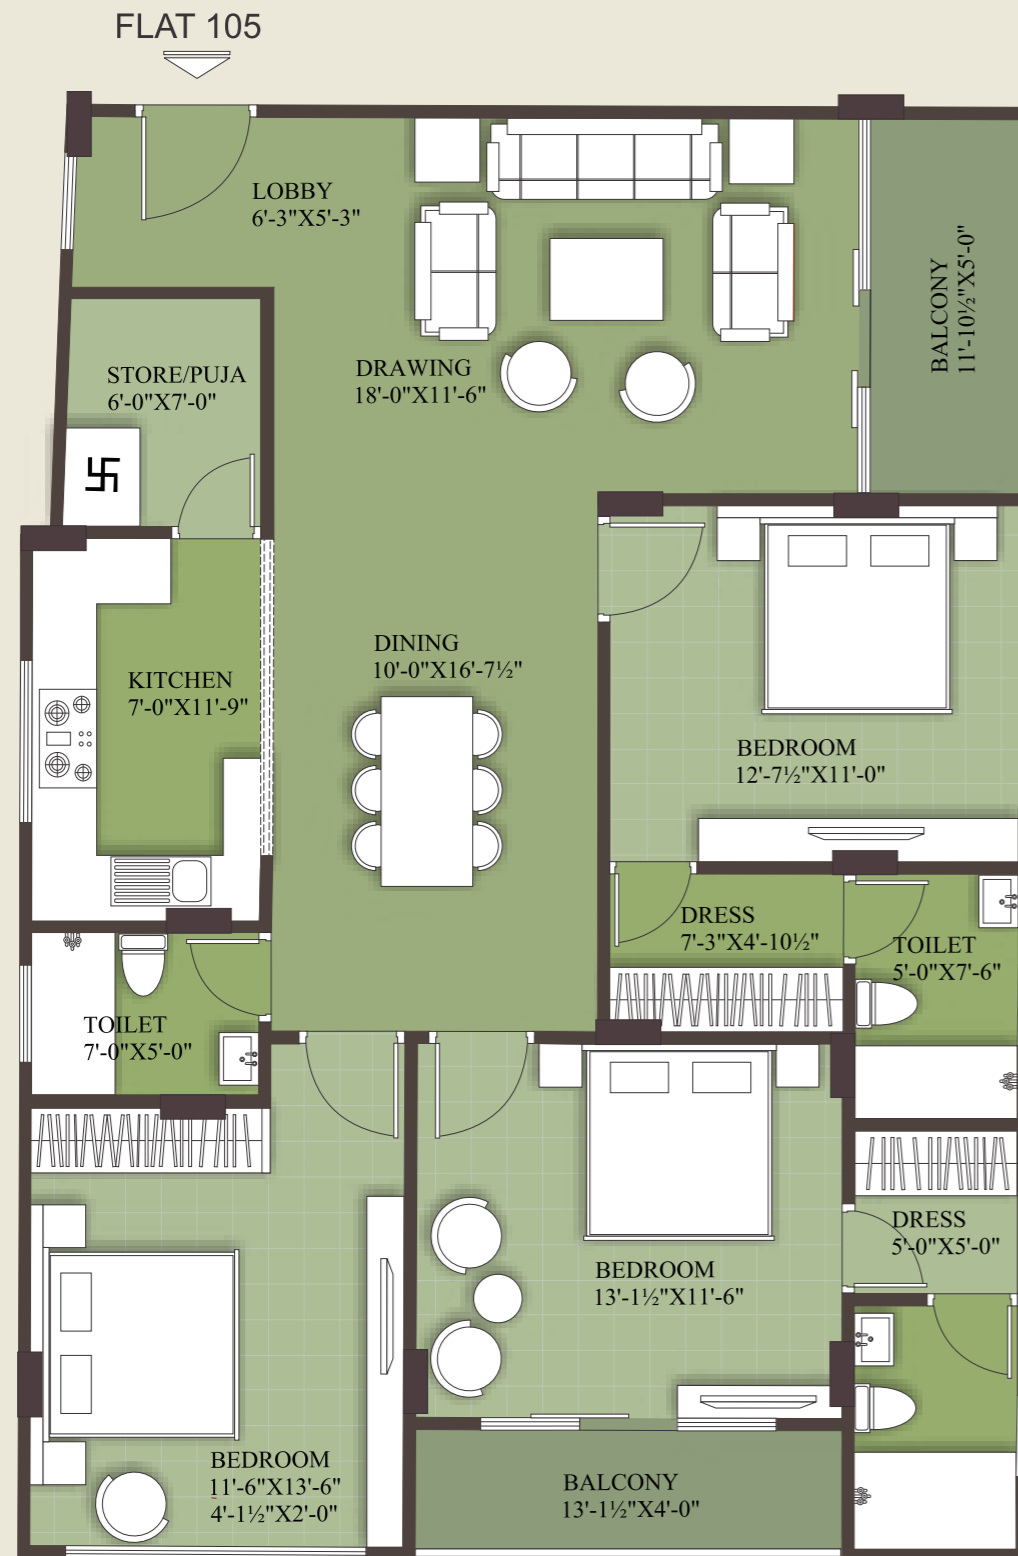 FLAT 105
LOBBY
6'-3"X5'-3"
BALCONY
11'-10½"X5'-0"
STORE/PUJA
6'-0"X7'-0"
DRAWING
18'-0"X11'-6"
卐
DINING
10'-0"X16'-7½"
KITCHEN
7'-0"X11'-9"
BEDROOM
12'-7½"X11'-0"
DRESS
7'-3"X4'-10½"
TOILET
5'-0"X7'-6"
TOILET
7'-0"X5'-0"
DRESS
5'-0"X5'-0"
BEDROOM
13'-1½"X11'-6"
BEDROOM
11'-6"X13'-6"
4'-1½"X2'-0"
BALCONY
13'-1½"X4'-0"